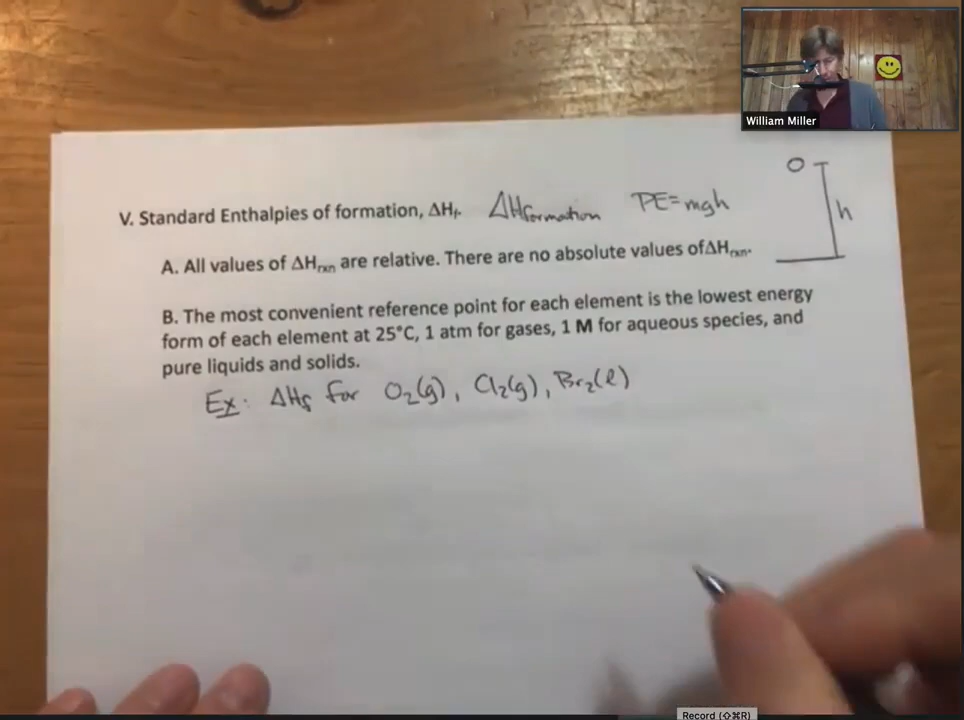 William Miller
V. Standard Enthalpies of formation, ΔHf. ΔHformation PE=mgh
h
A. All values of ΔHrxn are relative. There are no absolute values ofΔHrxn.
B. The most convenient reference point for each element is the lowest energy
form of each element at 25°C, 1 atm for gases, 1 M for aqueous species, and
pure liquids and solids.
Ex: ΔHf for O2(g), Cl2(g), Br2(l)
Record (⇧⌘R)